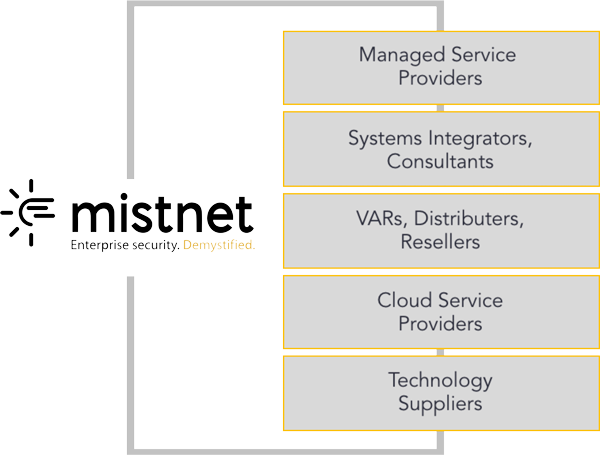 mistnet
Enterprise security. Demystified.
Managed Service
Providers
Systems Integrators,
Consultants
VARs, Distributers,
Resellers
Cloud Service
Providers
Technology
Suppliers